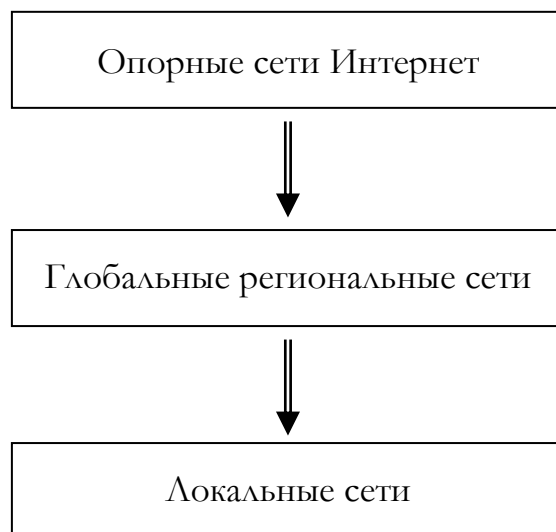 Опорные сети Интернет
Глобальные региональные сети
Локальные сети